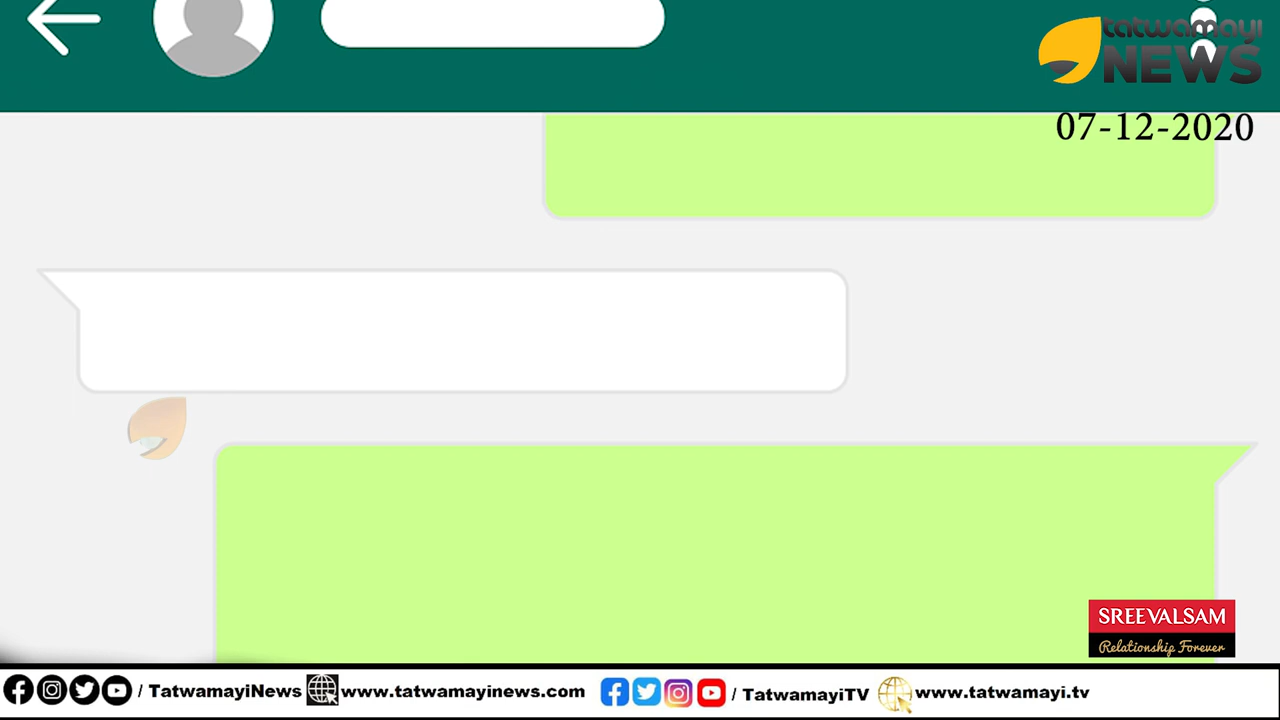 tatwamayi
NEWS
07-12-2020
SREEVALSAM
Relationship Forever
/ TatwamayiNews www.tatwamayinews.com / TatwamayiTV www.tatwamayi.tv